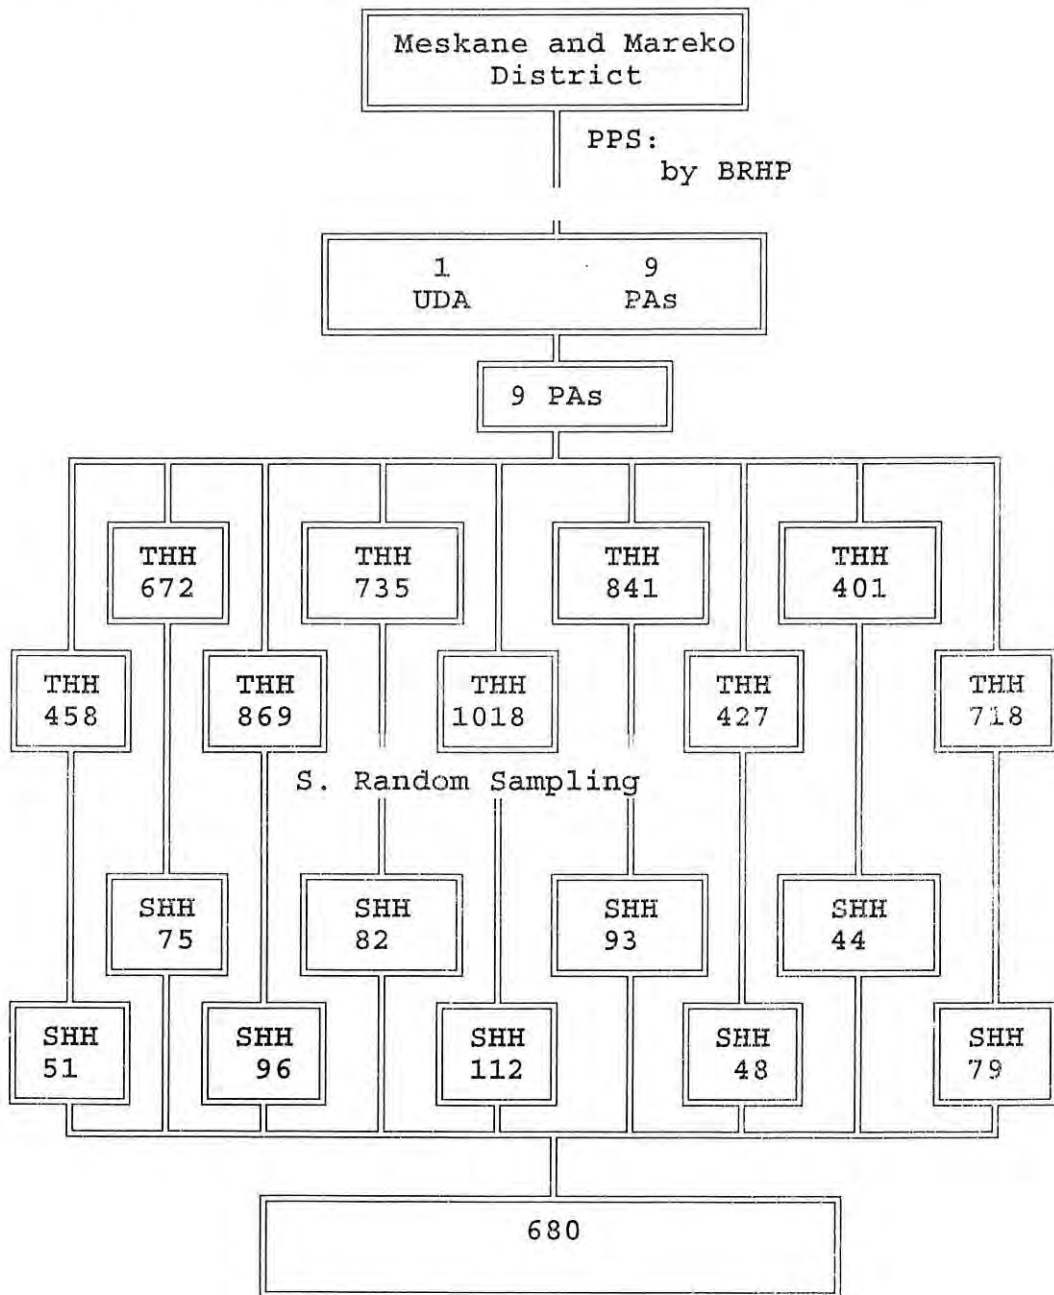 Meskane and Mareko
District
PPS:
by BRHP
1 9
UDA PAs
9 PAs
THH THH THH THH
672 735 841 401
THH THH THH THH THH
458 869 1018 427 718
S. Random Sampling
SHH SHH SHH SHH
75 82 93 44
SHH SHH SHH SHH SHH
51 96 112 48 79
680